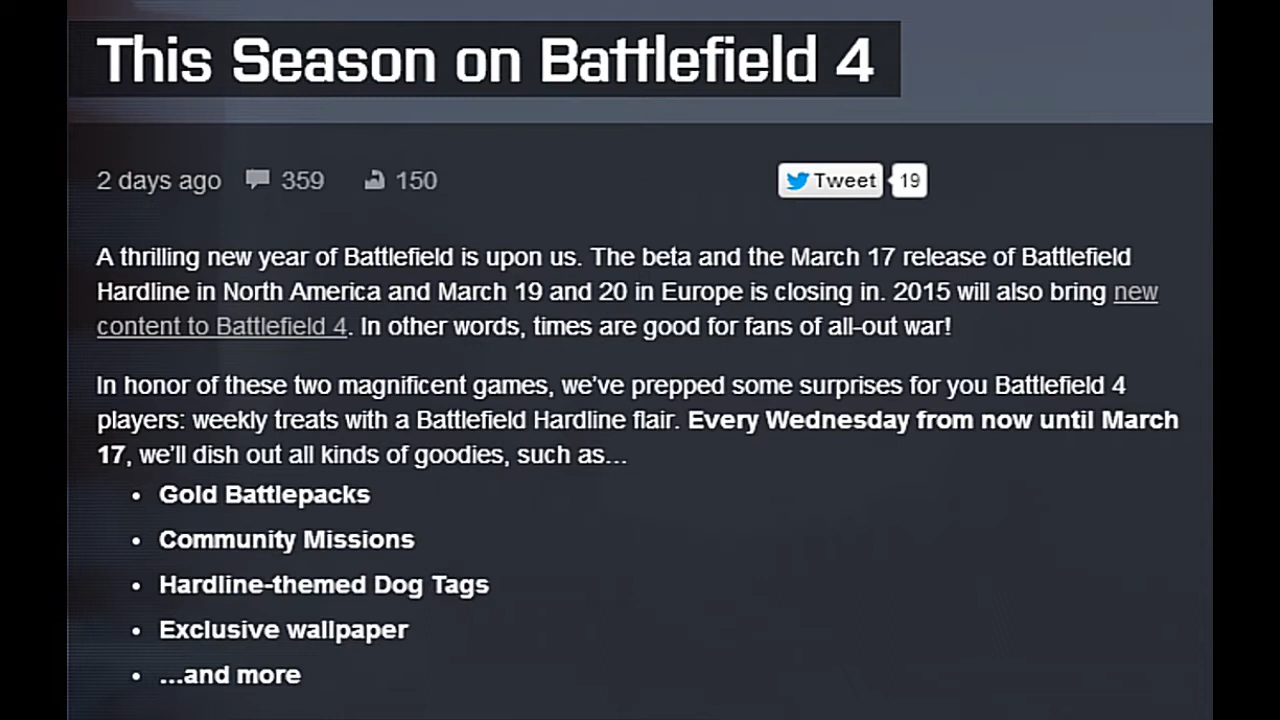 This Season on Battlefield 4
2 days ago 359 150 Tweet 19
A thrilling new year of Battlefield is upon us. The beta and the March 17 release of Battlefield
Hardline in North America and March 19 and 20 in Europe is closing in. 2015 will also bring new
content to Battlefield 4. In other words, times are good for fans of all-out war!
In honor of these two magnificent games, we’ve prepped some surprises for you Battlefield 4
players: weekly treats with a Battlefield Hardline flair. Every Wednesday from now until March
17, we’ll dish out all kinds of goodies, such as…
• Gold Battlepacks
• Community Missions
• Hardline-themed Dog Tags
• Exclusive wallpaper
• …and more